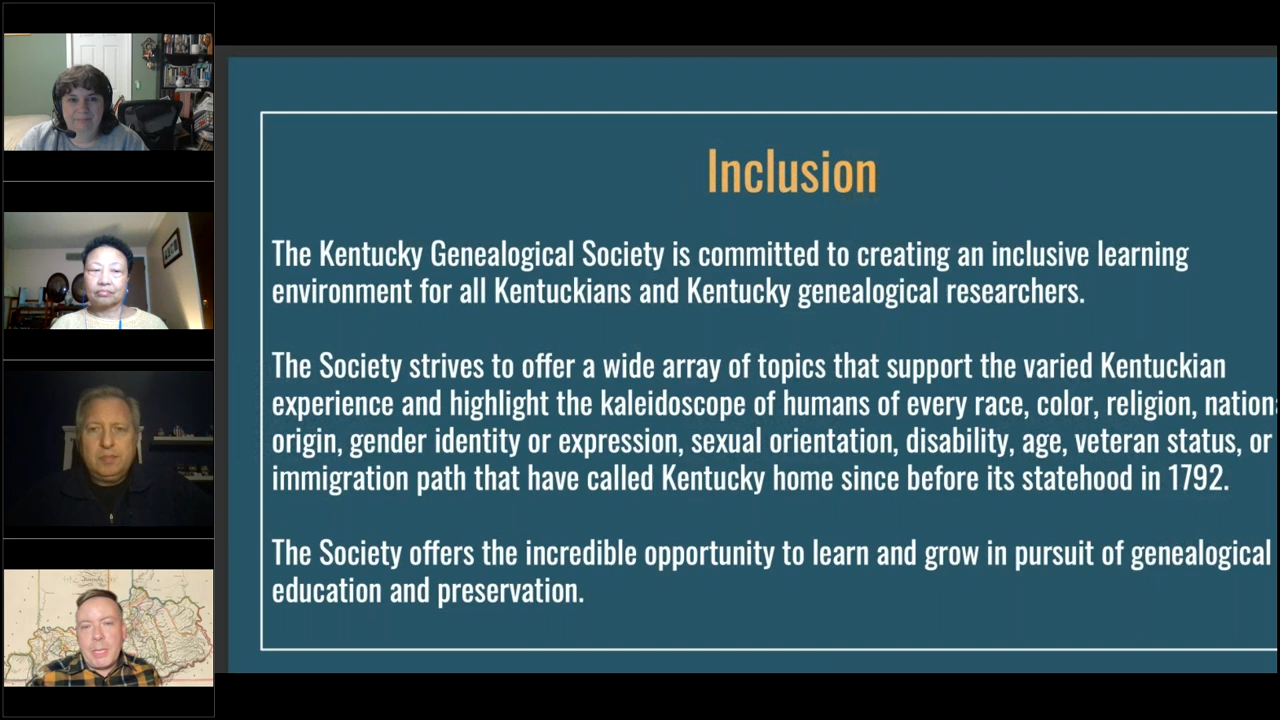 Inclusion
The Kentucky Genealogical Society is committed to creating an inclusive learning
environment for all Kentuckians and Kentucky genealogical researchers.
The Society strives to offer a wide array of topics that support the varied Kentuckian
experience and highlight the kaleidoscope of humans of every race, color, religion, nationa
origin, gender identity or expression, sexual orientation, disability, age, veteran status, or
immigration path that have called Kentucky home since before its statehood in 1792.
The Society offers the incredible opportunity to learn and grow in pursuit of genealogical
education and preservation.